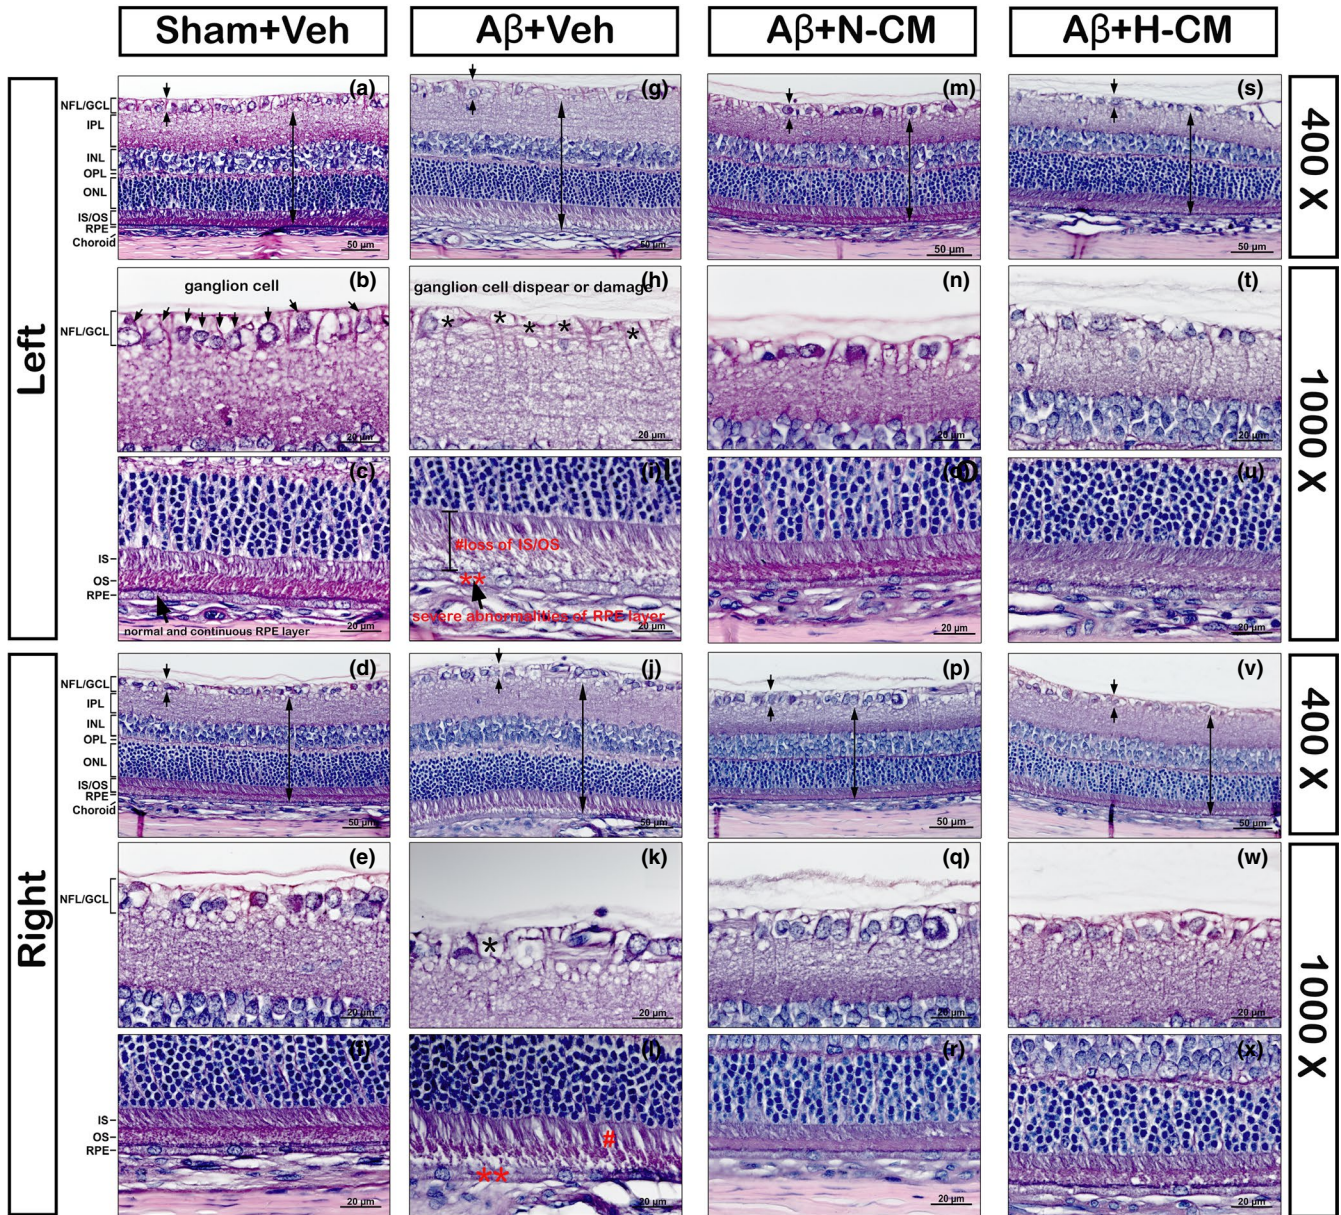 Sham+Veh
Aβ+Veh
Aβ+N-CM
Aβ+H-CM
Left
400 X
NFL/GCL
IPL
INL
OPL
ONL
IS/OS
RPE
Choroid
(a)
50 µm
(g)
50 µm
(m)
50 µm
(s)
50 µm
1000 X
NFL/GCL
(b)
ganglion cell
20 µm
(h)
ganglion cell dispear or damage
* * * * *
20 µm
(n)
20 µm
(t)
20 µm
IS
OS
RPE
(c)
normal and continuous RPE layer
20 µm
(i)
#loss of IS/OS
**
severe abnormalities of RPE layer
20 µm
20 µm
(u)
20 µm
Right
400 X
NFL/GCL
IPL
INL
OPL
ONL
IS/OS
RPE
Choroid
(d)
50 µm
(j)
50 µm
(p)
50 µm
(v)
50 µm
1000 X
NFL/GCL
(e)
20 µm
(k)
*
20 µm
(q)
20 µm
(w)
20 µm
IS
OS
RPE
(f)
20 µm
(l)
#
**
20 µm
(r)
20 µm
(x)
20 µm